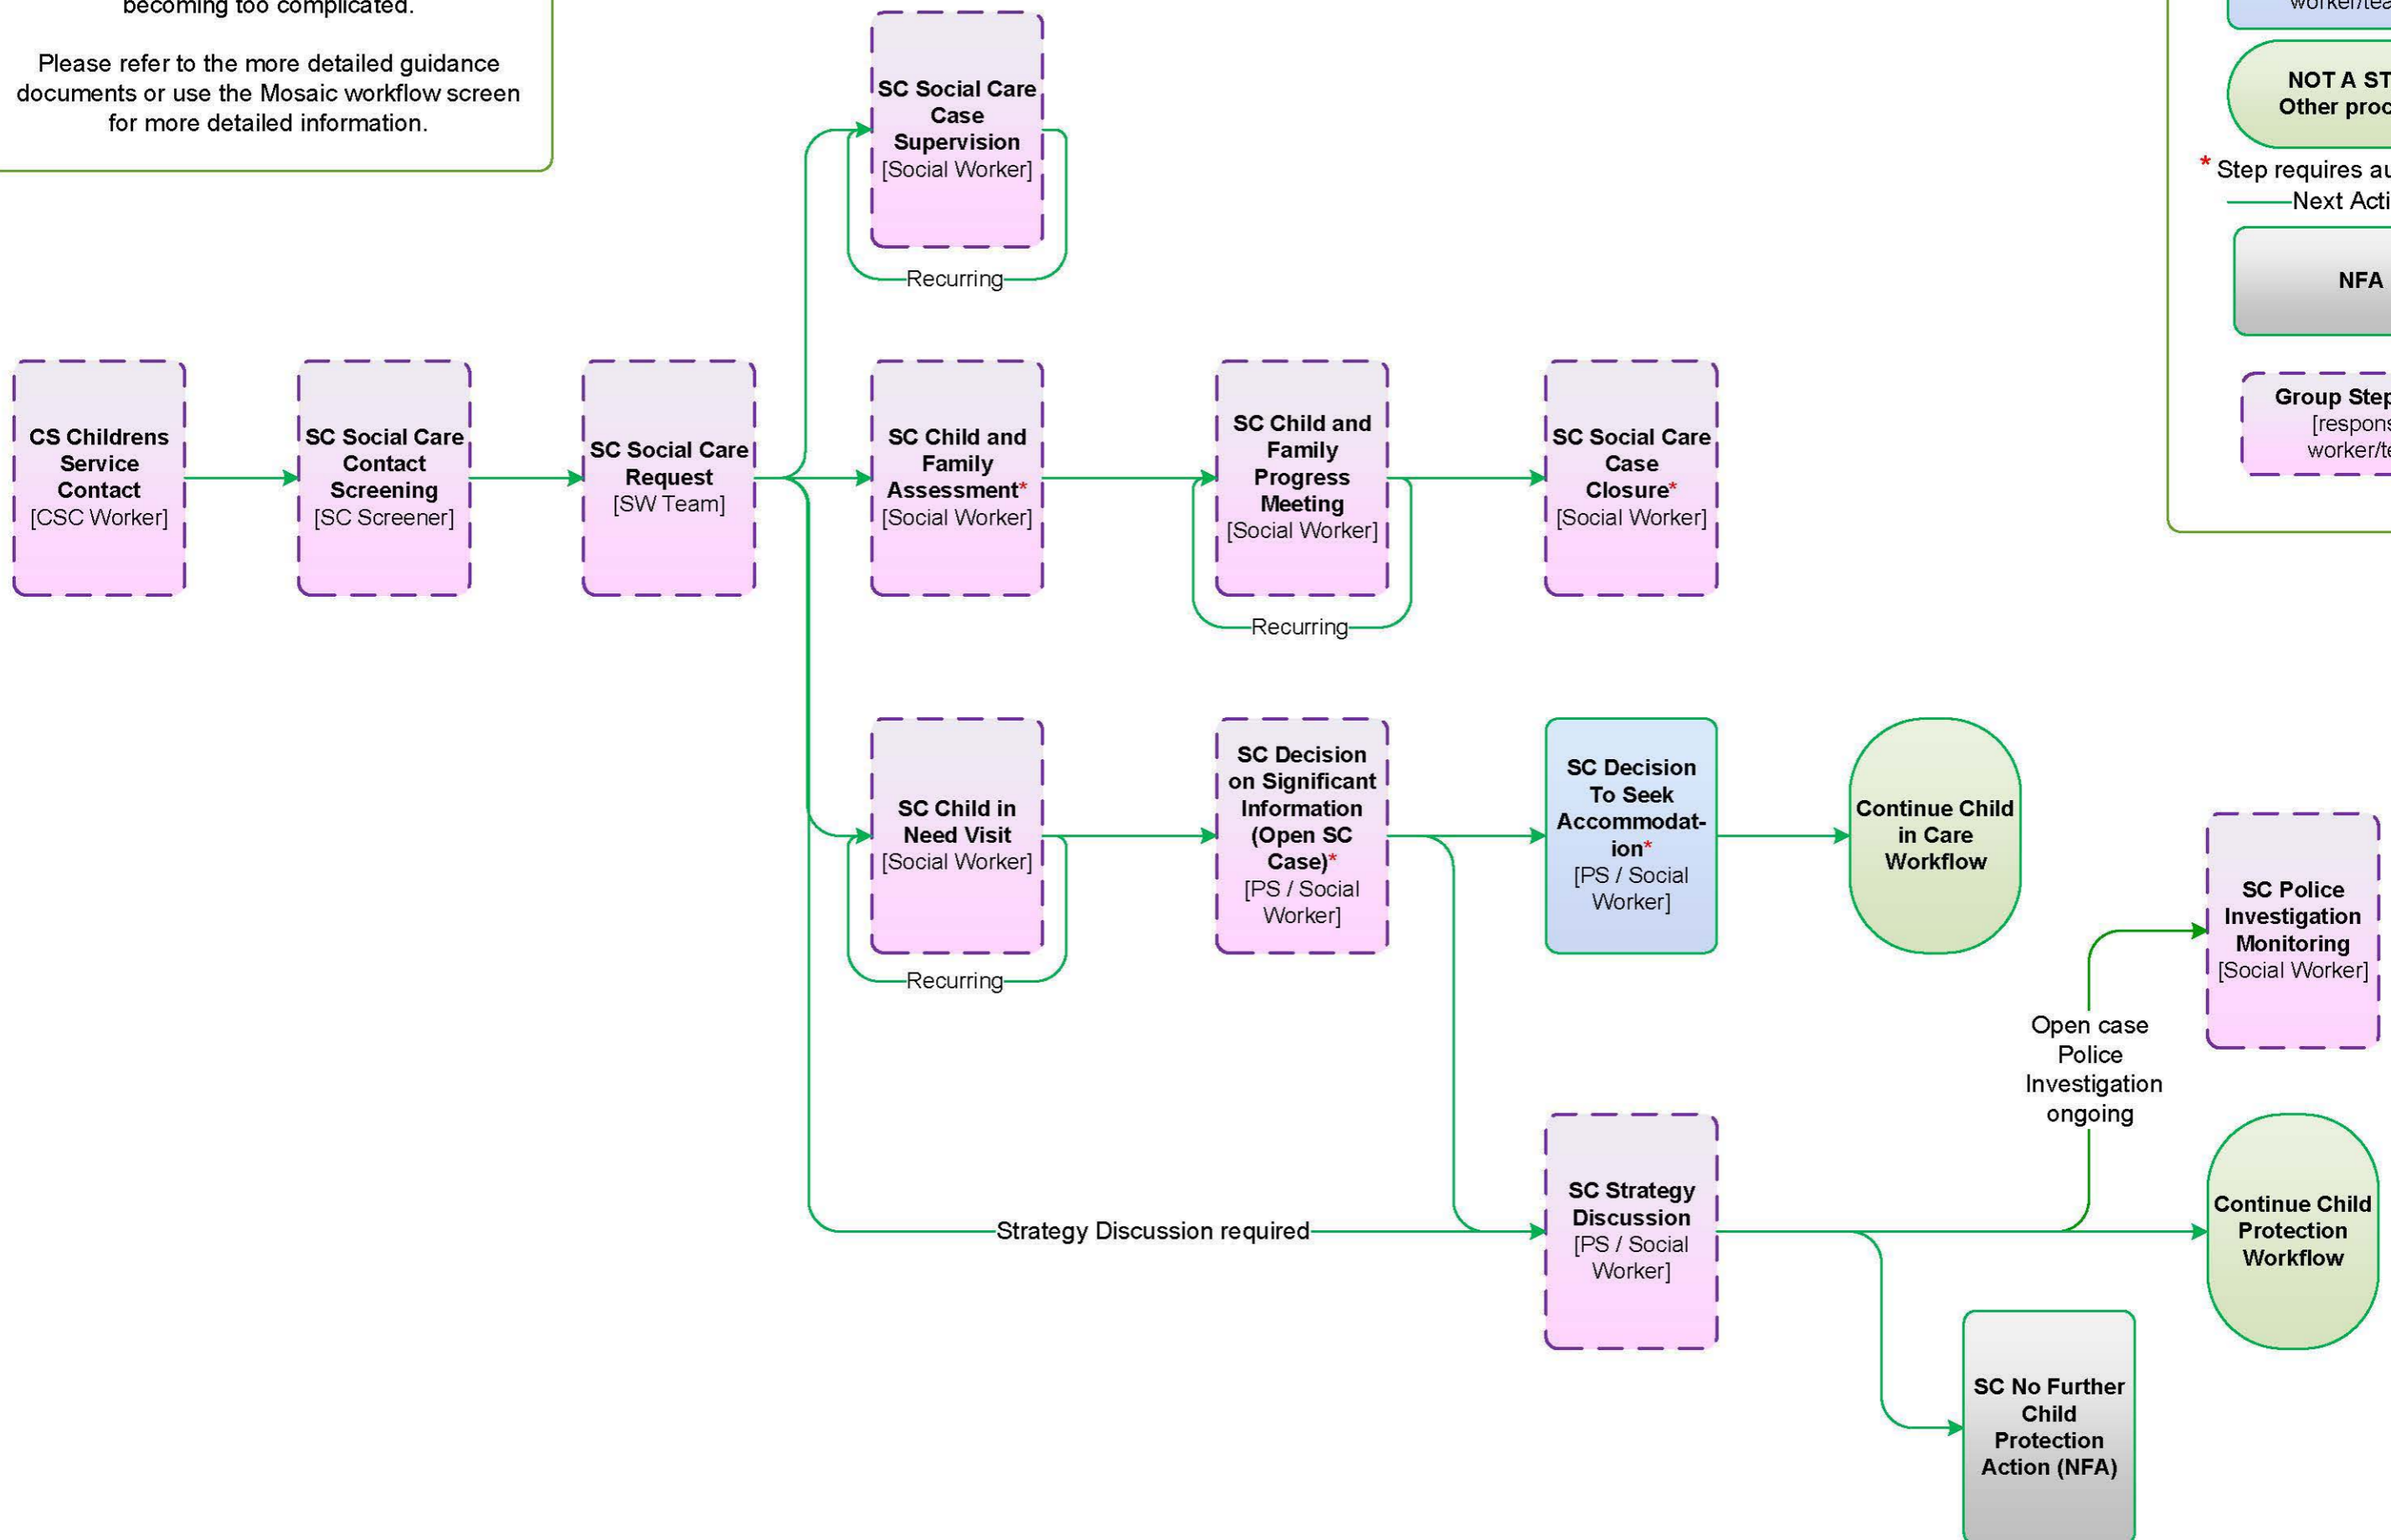 becoming too complicated.
Please refer to the more detailed guidance
documents or use the Mosaic workflow screen
for more detailed information.
NOT A ST
Other proc
* Step requires au
Next Acti
NFA
Group Step
[respons
worker/te
SC Social Care
Case
Supervision
[Social Worker]
Recurring
CS Childrens
Service
Contact
[CSC Worker]
SC Social Care
Contact
Screening
[SC Screener]
SC Social Care
Request
[SW Team]
SC Child and
Family
Assessment*
[Social Worker]
SC Child and
Family
Progress
Meeting
[Social Worker]
Recurring
SC Social Care
Case
Closure*
[Social Worker]
SC Child in
Need Visit
[Social Worker]
Recurring
SC Decision
on Significant
Information
(Open SC
Case)*
[PS / Social
Worker]
SC Decision
To Seek
Accommodat-
ion*
[PS / Social
Worker]
Continue Child
in Care
Workflow
SC Police
Investigation
Monitoring
[Social Worker]
Open case
Police
Investigation
ongoing
Strategy Discussion required
SC Strategy
Discussion
[PS / Social
Worker]
Continue Child
Protection
Workflow
SC No Further
Child
Protection
Action (NFA)